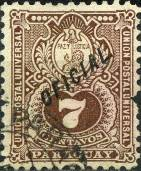 PAZ Y JUSTICIA
UNION POSTAL UNIVERSAL
UNION POSTAL UNIVERSAL
OFICIAL
7
CENTAVOS
PARAGUAY